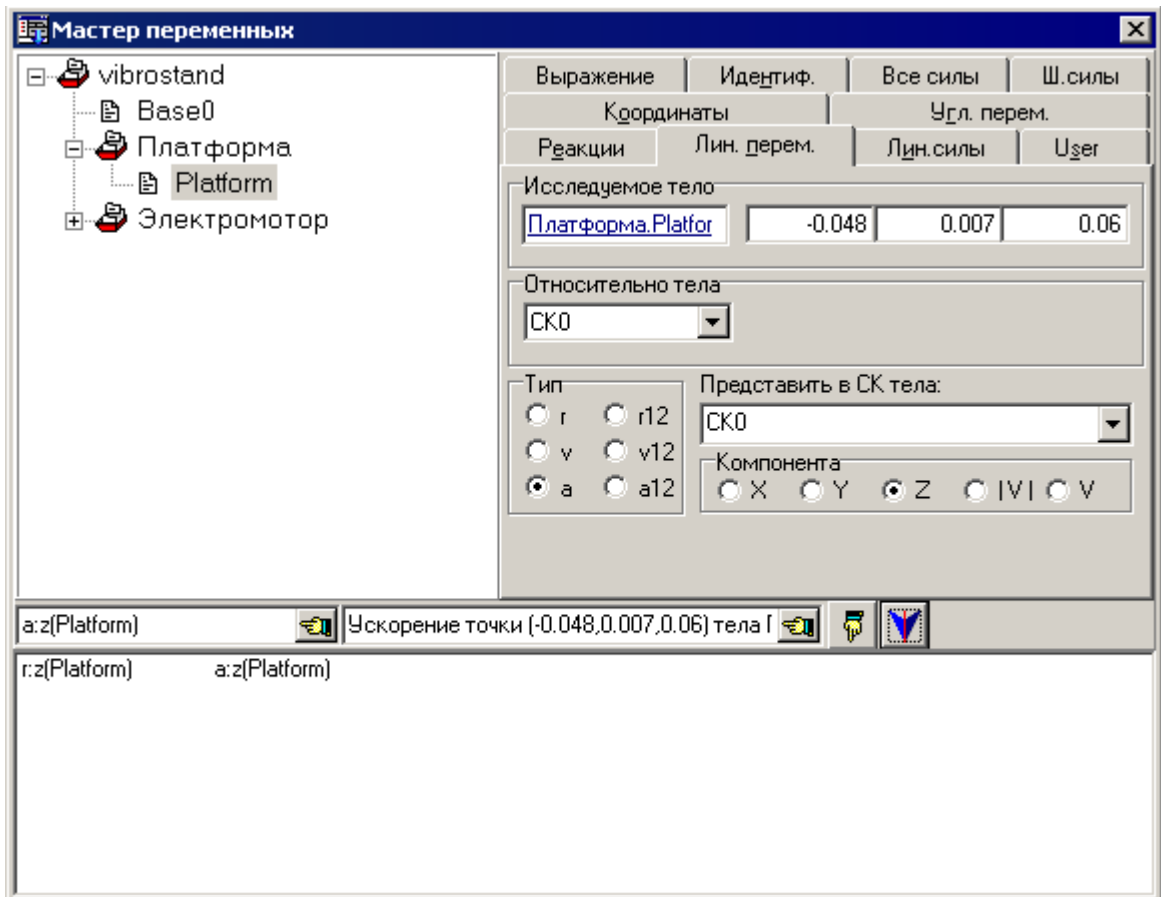 Мастер переменных
vibrostand
Base0
Платформа
Platform
Электромотор
Выражение Идентиф. Все силы Ш.силы
Координаты Угл. перем.
Реакции Лин. перем. Лин.силы User
Исследуемое тело
Платформа.Platfor -0.048 0.007 0.06
Относительно тела
СК0
Тип
r r12
v v12
a a12
Представить в СК тела:
СК0
Компонента
X Y Z |V| V
a:z(Platform) Ускорение точки (-0.048,0.007,0.06) тела
r:z(Platform) a:z(Platform)